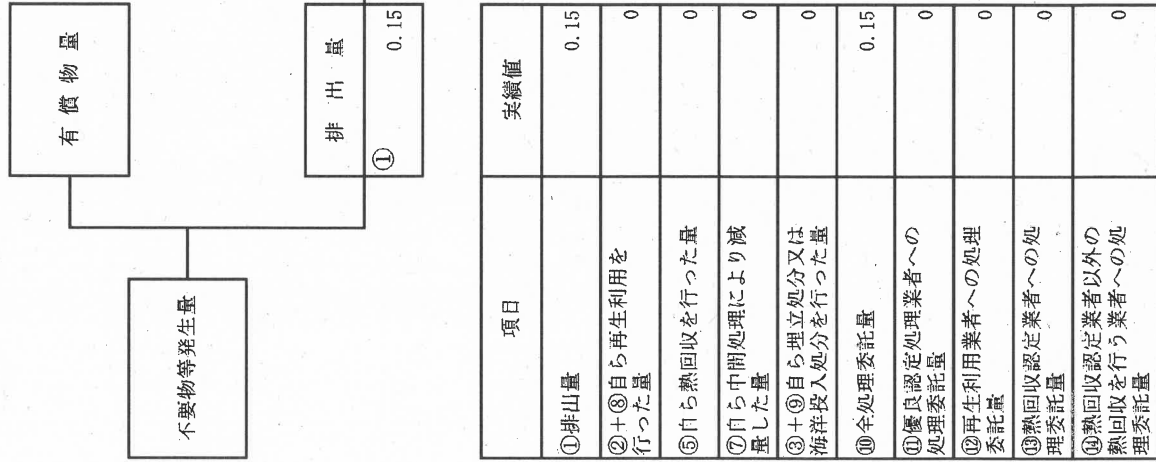 有償物量
不要物等発生量
排出量
①
0.15
項目
実績値
①排出量
0.15
②+⑧自ら再生利用を
行った量
0
⑤自ら熱回収を行った量
0
⑦自ら中間処理により減
量した量
0
③+⑨自ら埋立処分又は
海洋投入処分を行った量
0
⑩全処理委託量
0.15
⑪優良認定処理業者への
処理委託量
0
⑫再生利用業者への処理
委託量
0
⑬熱回収認定業者への処
理委託量
0
⑭熱回収認定業者以外の
熱回収を行う業者への処
理委託量
0